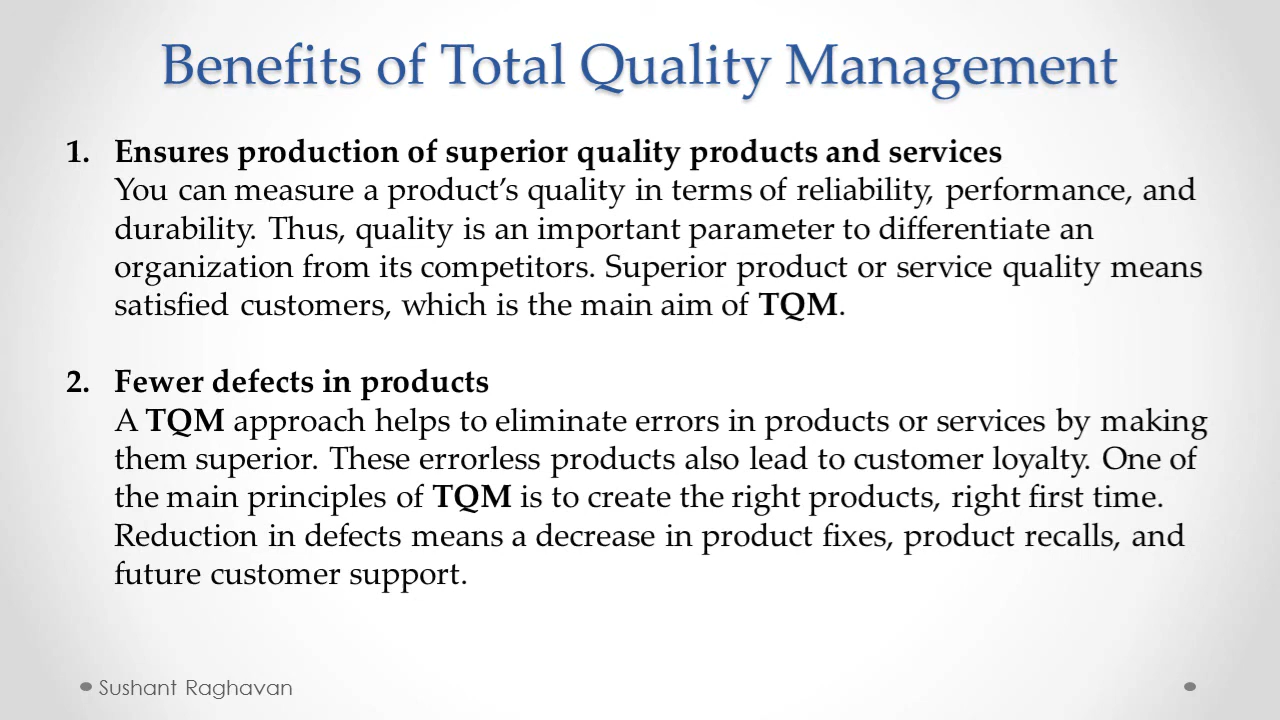 Benefits of Total Quality Management
1. Ensures production of superior quality products and services
You can measure a product’s quality in terms of reliability, performance, and
durability. Thus, quality is an important parameter to differentiate an
organization from its competitors. Superior product or service quality means
satisfied customers, which is the main aim of TQM.
2. Fewer defects in products
A TQM approach helps to eliminate errors in products or services by making
them superior. These errorless products also lead to customer loyalty. One of
the main principles of TQM is to create the right products, right first time.
Reduction in defects means a decrease in product fixes, product recalls, and
future customer support.
Sushant Raghavan